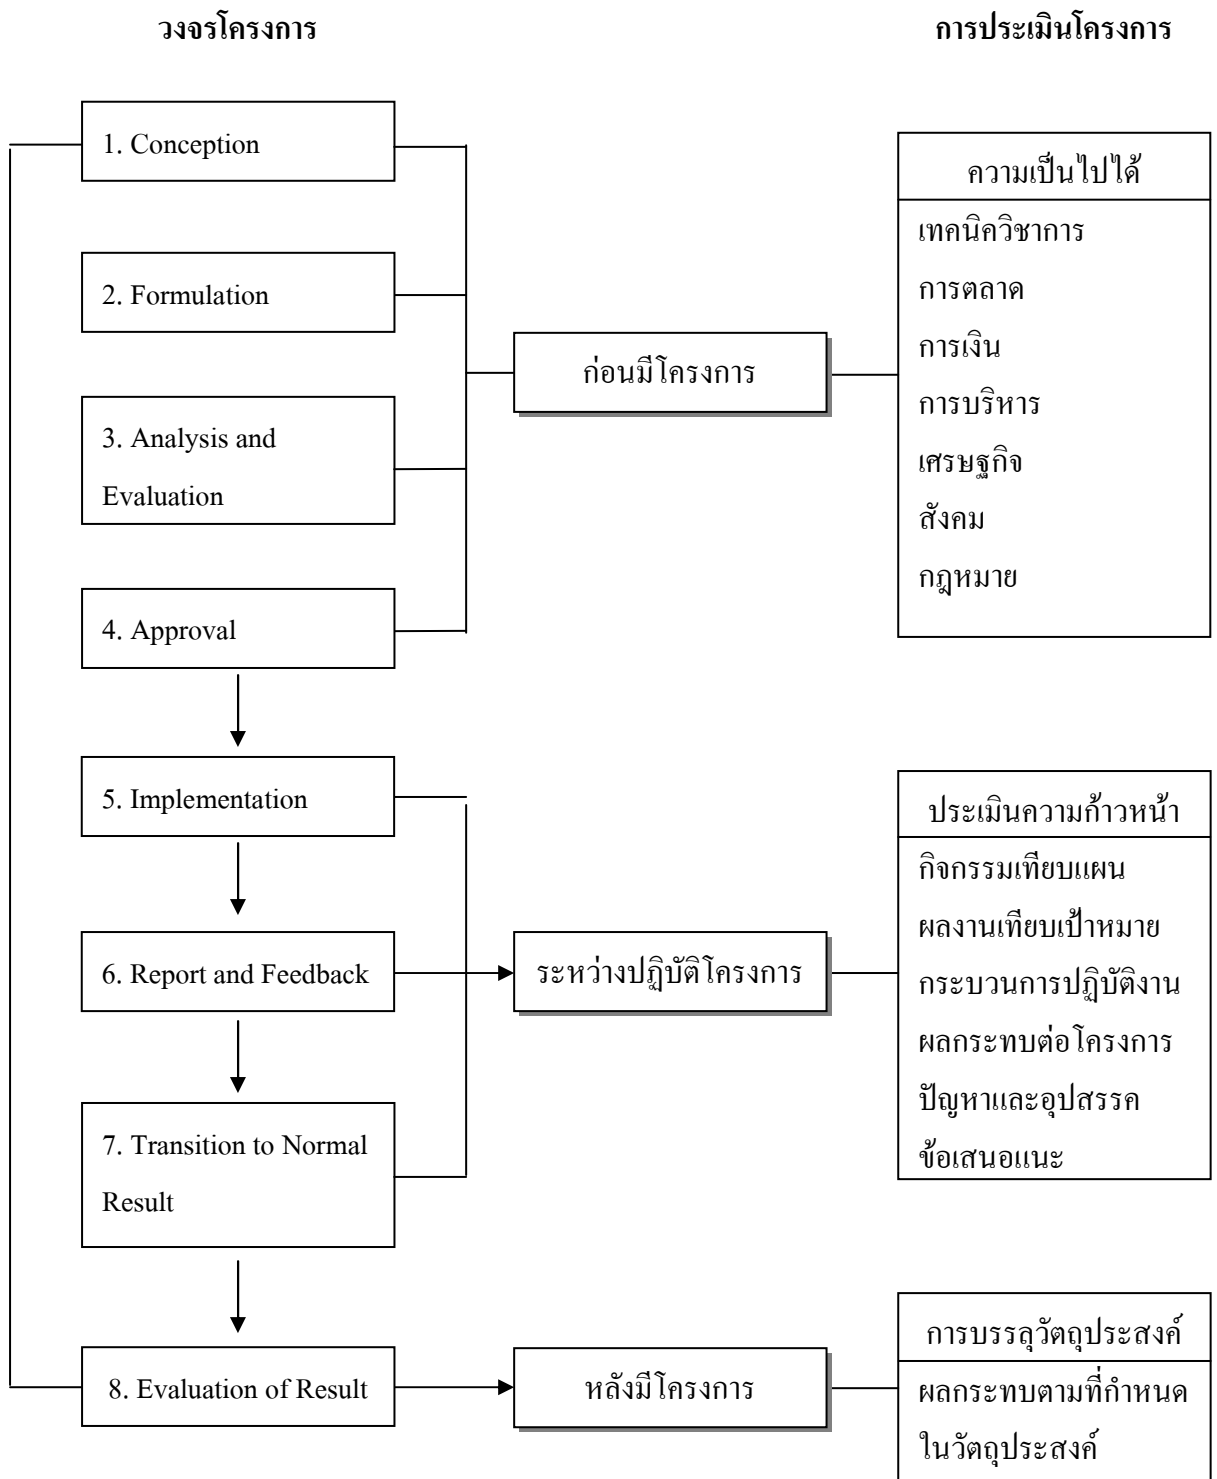 วงจรโครงการ
การประเมินโครงการ
1. Conception
2. Formulation
3. Analysis and
Evaluation
4. Approval
ก่อนมีโครงการ
ความเป็นไปได้
เทคนิควิชาการ
การตลาด
การเงิน
การบริหาร
เศรษฐกิจ
สังคม
กฎหมาย
5. Implementation
6. Report and Feedback
7. Transition to Normal
Result
ระหว่างปฏิบัติโครงการ
ประเมินความก้าวหน้า
กิจกรรมเทียบแผน
ผลงานเทียบเป้าหมาย
กระบวนการปฏิบัติงาน
ผลกระทบต่อโครงการ
ปัญหาและอุปสรรค
ข้อเสนอแนะ
8. Evaluation of Result
หลังมีโครงการ
การบรรลุวัตถุประสงค์
ผลกระทบตามที่กำหนด
ในวัตถุประสงค์